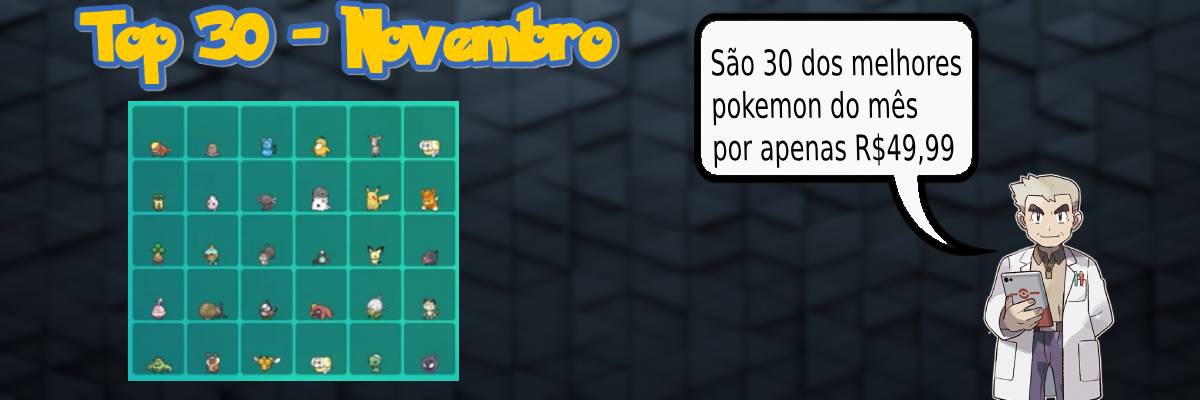 Top 30 - Novembro
São 30 dos melhores
pokemon do mês
por apenas R$49,99